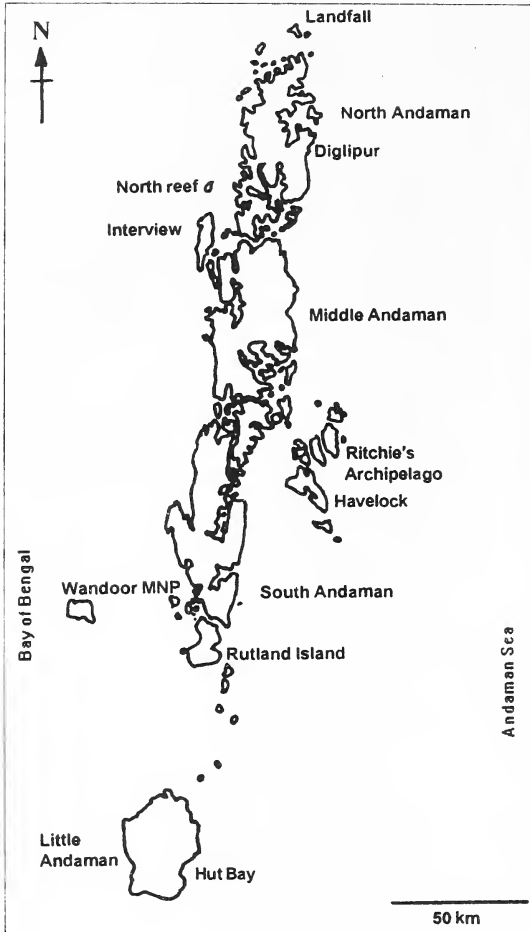 Landfall
N
North Andaman
Diglipur
North reef
Interview
Middle Andaman
Ritchie's
Archipelago
Havelock
Wandoor MNP
South Andaman
Bay of Bengal
Rutland Island
Andaman Sea
Little
Andaman
Hut Bay
50 km